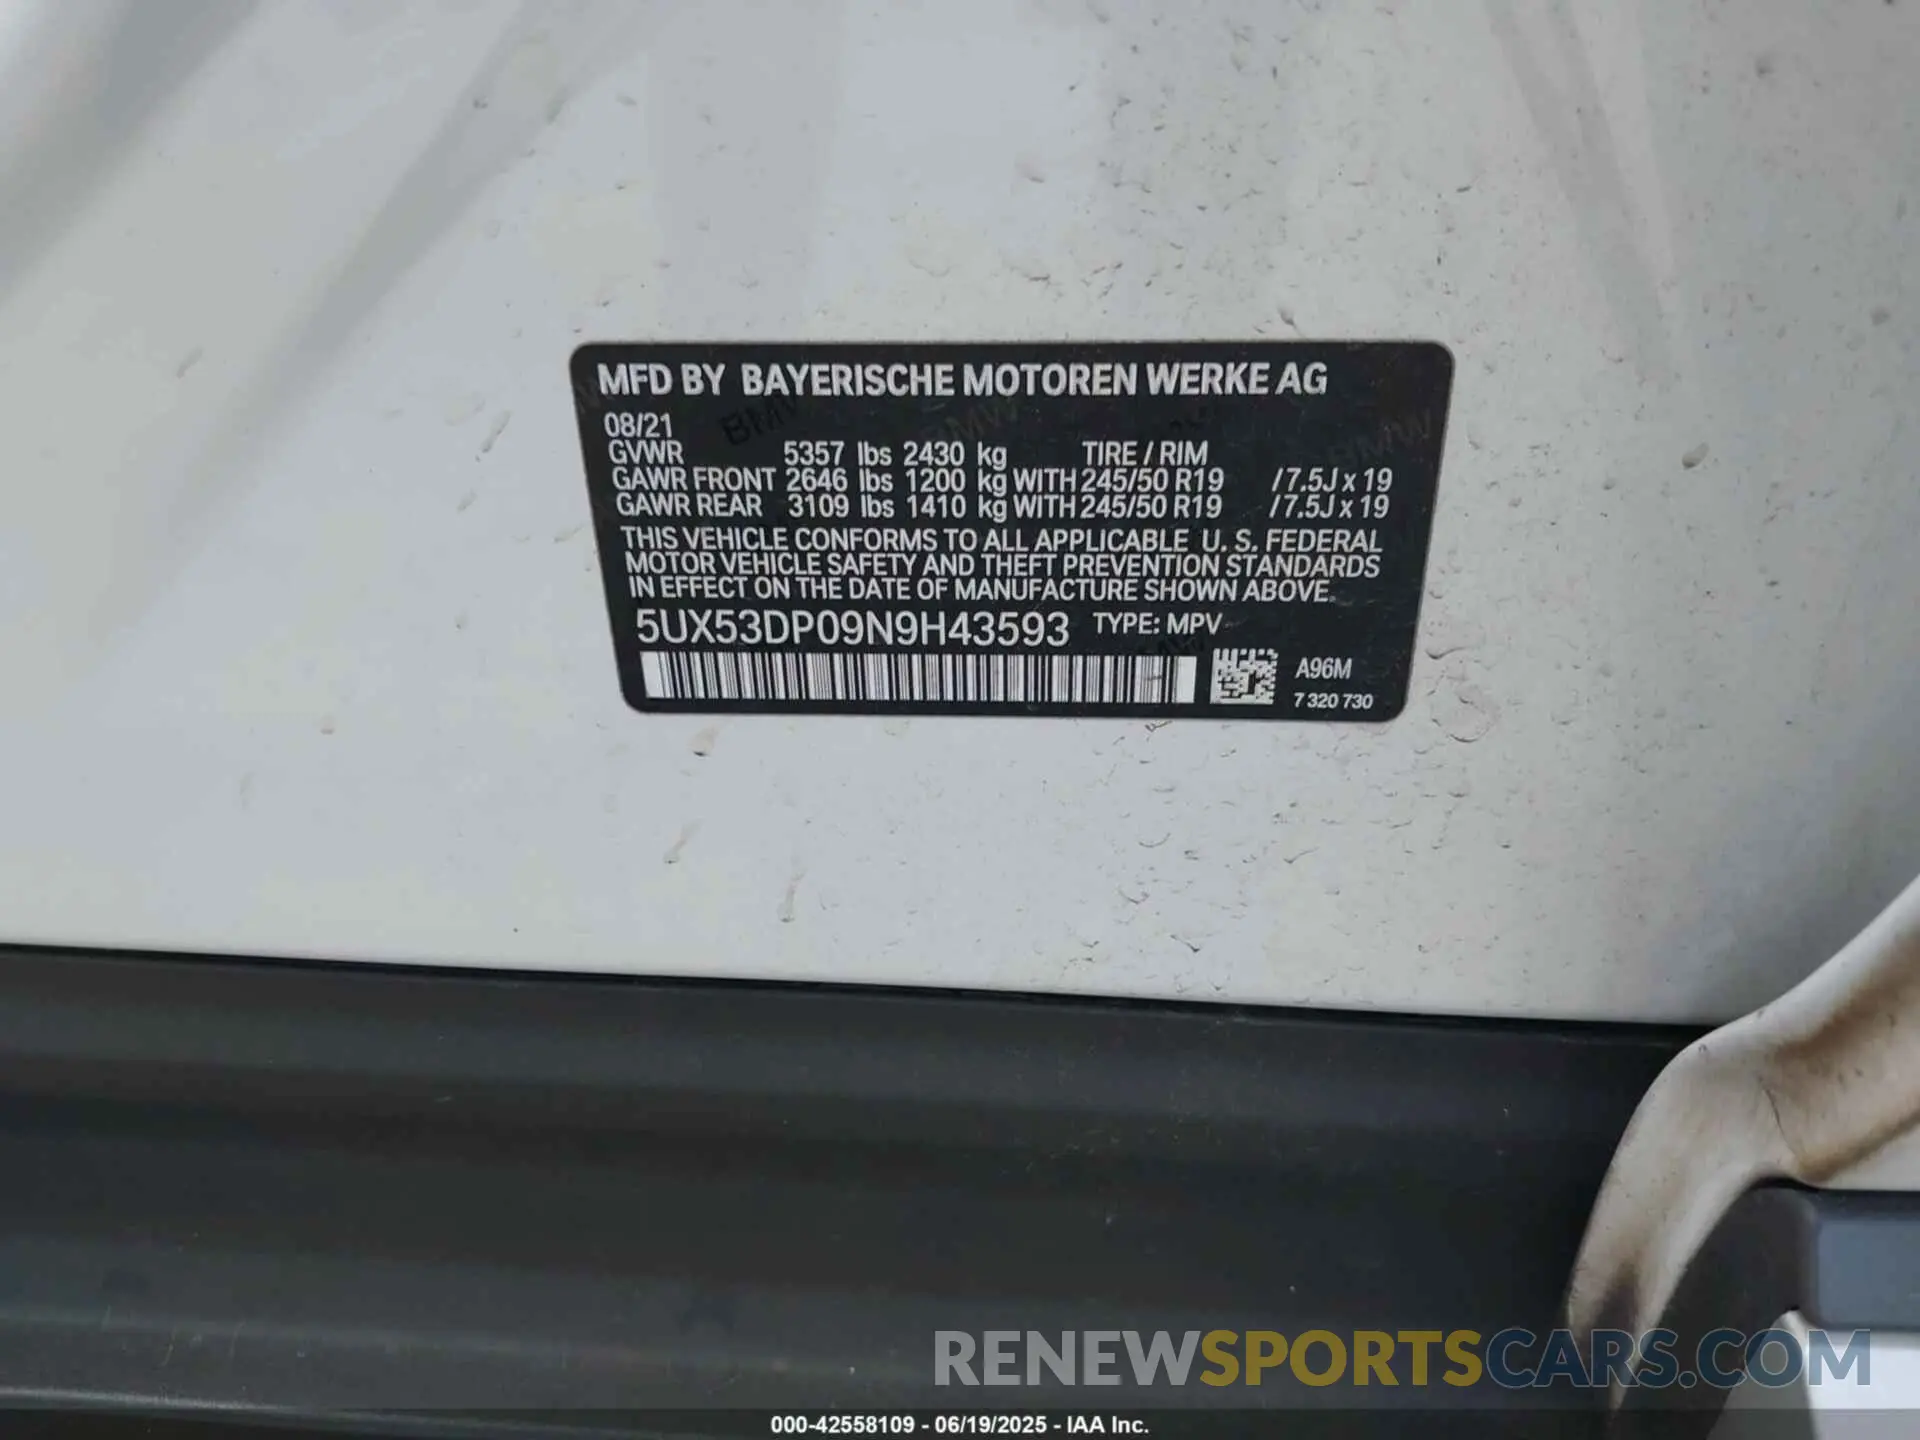 MFD BY BAYERISCHE MOTOREN WERKE AG
08/21
GVWR 5357 lbs 2430 kg TIRE / RIM
GAWR FRONT 2646 lbs 1200 kg WITH 245/50 R19 / 7.5J x 19
GAWR REAR 3109 lbs 1410 kg WITH 245/50 R19 / 7.5J x 19
THIS VEHICLE CONFORMS TO ALL APPLICABLE U. S. FEDERAL
MOTOR VEHICLE SAFETY AND THEFT PREVENTION STANDARDS
IN EFFECT ON THE DATE OF MANUFACTURE SHOWN ABOVE.
5UX53DP09N9H43593 TYPE: MPV
A96M
7 320 730
RENEWSPORTSCARS.COM
000-42558109 - 06/19/2025 - IAA Inc.